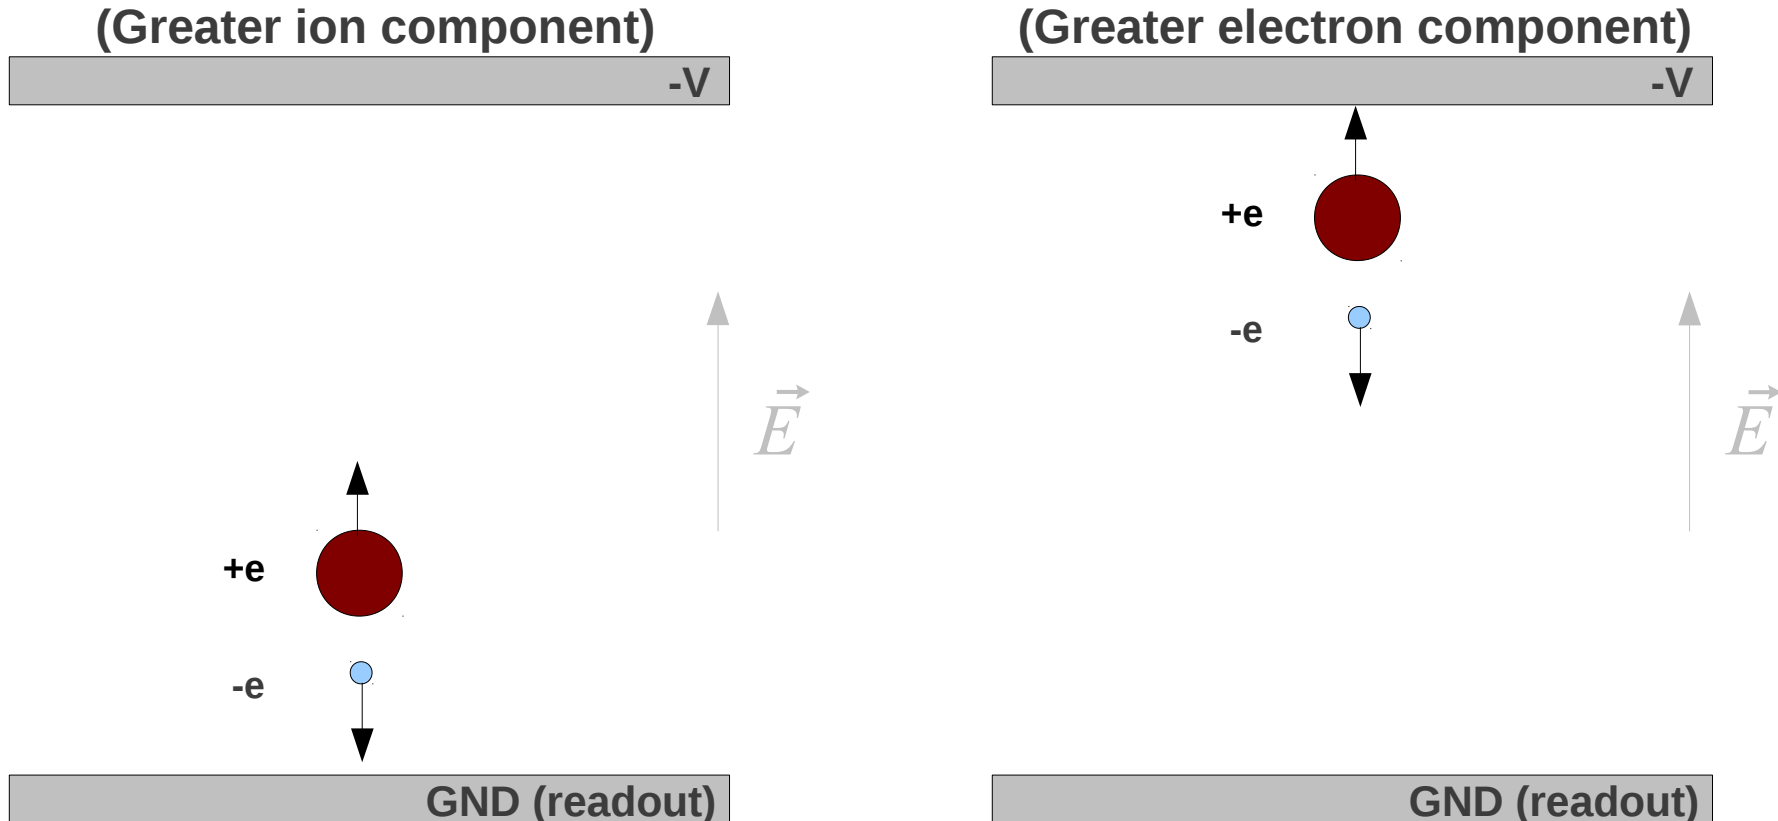 (Greater ion component)
-V
+e
-e
E
GND (readout)
(Greater electron component)
-V
+e
-e
E
GND (readout)